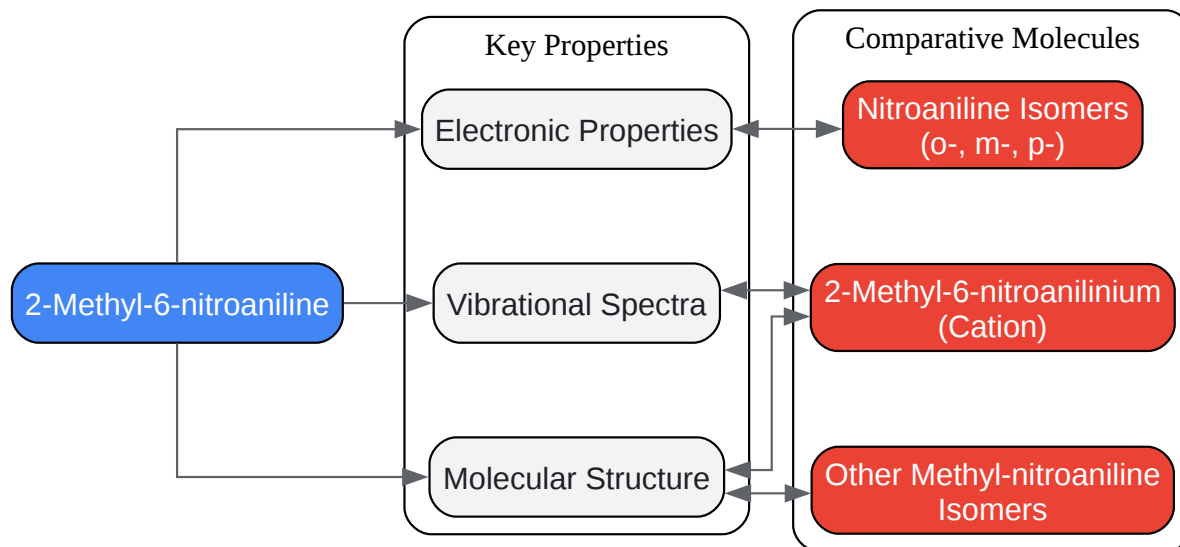 Key Properties
Comparative Molecules
Electronic Properties
Nitroaniline Isomers
(o-, m-, p-)
2-Methyl-6-nitroaniline
Vibrational Spectra
2-Methyl-6-nitroanilinium
(Cation)
Molecular Structure
Other Methyl-nitroaniline
Isomers